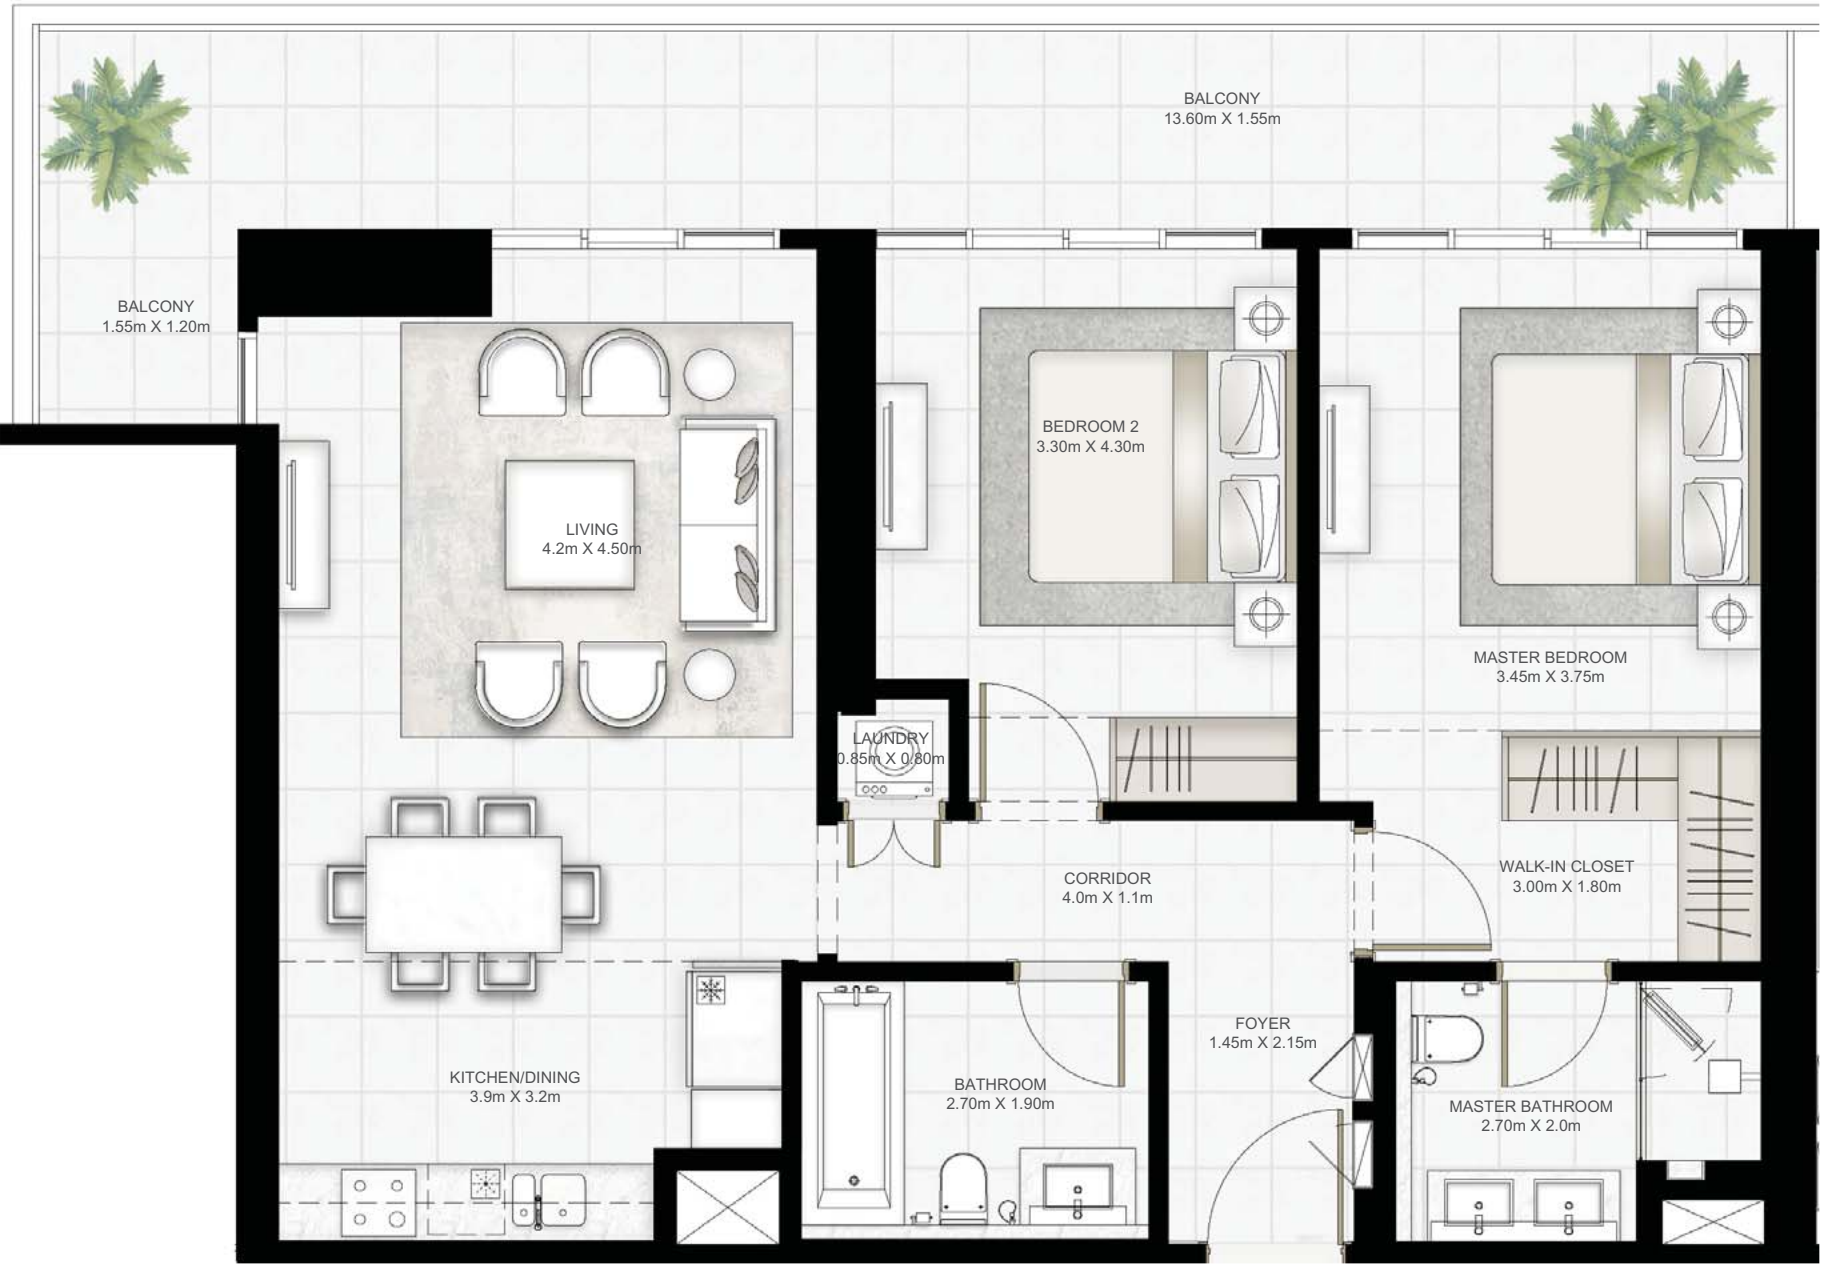 BALCONY
13.60m X 1.55m
BALCONY
1.55m X 1.20m
BEDROOM 2
3.30m X 4.30m
LIVING
4.2m X 4.50m
MASTER BEDROOM
3.45m X 3.75m
LAUNDRY
0.85m X 0.80m
WALK-IN CLOSET
3.00m X 1.80m
CORRIDOR
4.0m X 1.1m
FOYER
1.45m X 2.15m
KITCHEN/DINING
3.9m X 3.2m
BATHROOM
2.70m X 1.90m
MASTER BATHROOM
2.70m X 2.0m